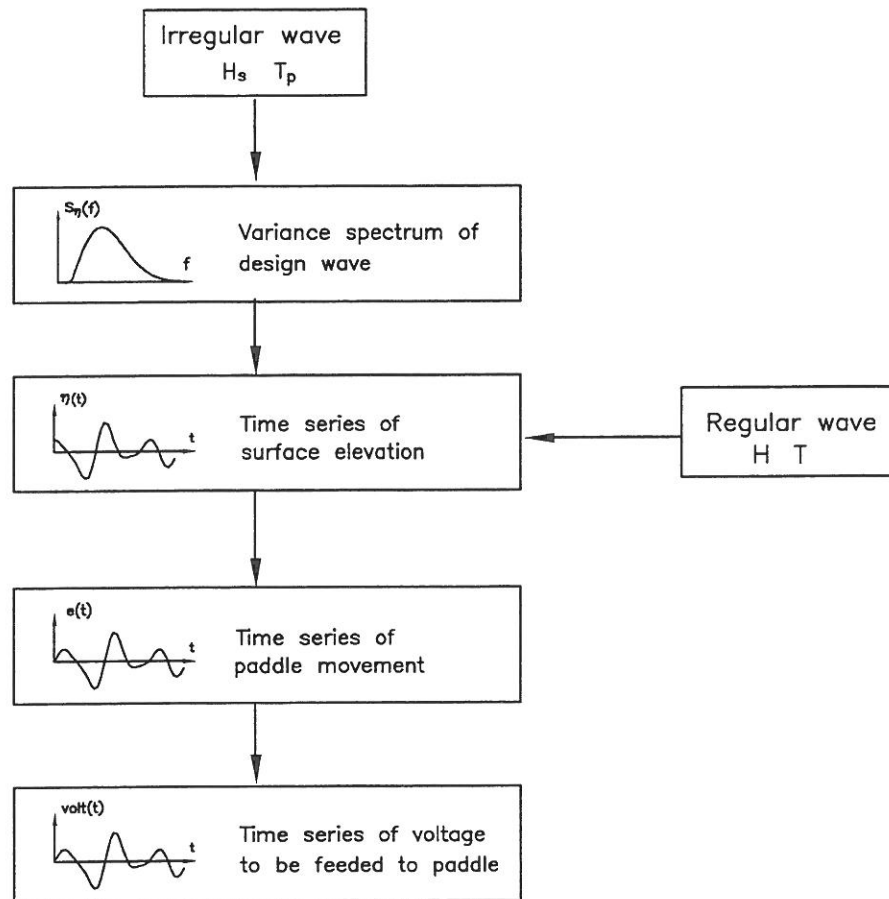 Irregular wave
Hs Tp
Sη(f)
f
Variance spectrum of
design wave
η(t)
t
Time series of
surface elevation
Regular wave
H T
e(t)
t
Time series of
paddle movement
volt(t)
t
Time series of voltage
to be feeded to paddle